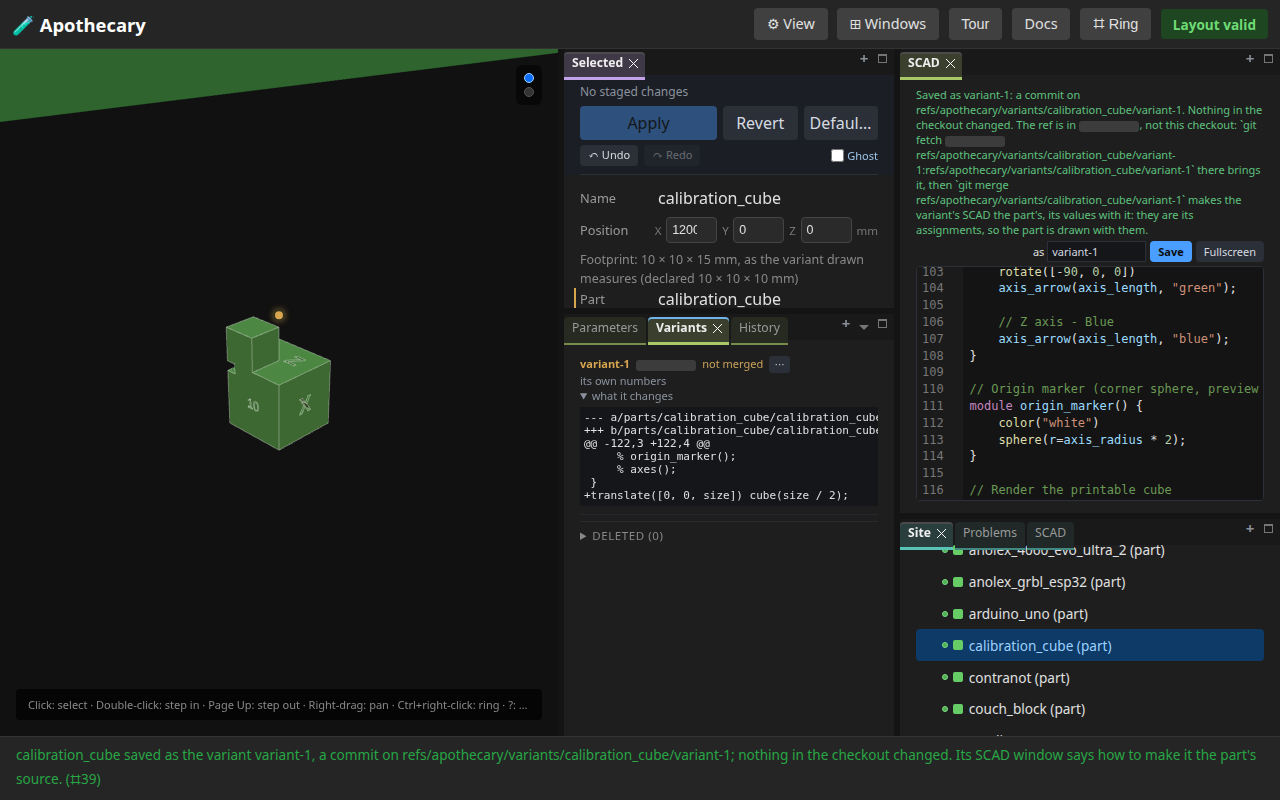 🧪 Apothecary
⚙ View
⊞ Windows
Tour
Docs
⌗ Ring
Layout valid
10
X
Click: select · Double-click: step in · Page Up: step out · Right-drag: pan · Ctrl+right-click: ring · ?: ...
Selected
No staged changes
Apply
Revert
Defaul...
↶ Undo
↷ Redo
Ghost
Name calibration_cube
Position X 1200 Y 0 Z 0 mm
Footprint: 10 × 10 × 15 mm, as the variant drawn
measures (declared 10 × 10 × 10 mm)
Part calibration_cube
Parameters
Variants
History
variant-1 not merged ...
its own numbers
▼ what it changes
--- a/parts/calibration_cube/calibration_cube
+++ b/parts/calibration_cube/calibration_cube
@@ -122,3 +122,4 @@
% origin_marker();
% axes();
}
+translate([0, 0, size]) cube(size / 2);
▶ DELETED (0)
SCAD
Saved as variant-1: a commit on
refs/apothecary/variants/calibration_cube/variant-1. Nothing in the
checkout changed. The ref is in , not this checkout: `git
fetch
refs/apothecary/variants/calibration_cube/variant-
1:refs/apothecary/variants/calibration_cube/variant-1` there brings
it, then `git merge
refs/apothecary/variants/calibration_cube/variant-1` makes the
variant's SCAD the part's, its values with it: they are its
assignments, so the part is drawn with them.
as variant-1 Save Fullscreen
103 rotate([-90, 0, 0])
104 axis_arrow(axis_length, "green");
105
106 // Z axis - Blue
107 axis_arrow(axis_length, "blue");
108 }
109
110 // Origin marker (corner sphere, preview
111 module origin_marker() {
112 color("white")
113 sphere(r=axis_radius * 2);
114 }
115
116 // Render the printable cube
Site
Problems
SCAD
anolex_4060_evo_ultra_2 (part)
anolex_grbl_esp32 (part)
arduino_uno (part)
calibration_cube (part)
contranot (part)
couch_block (part)
calibration_cube saved as the variant variant-1, a commit on refs/apothecary/variants/calibration_cube/variant-1; nothing in the checkout changed. Its SCAD window says how to make it the part's
source. (⌗39)